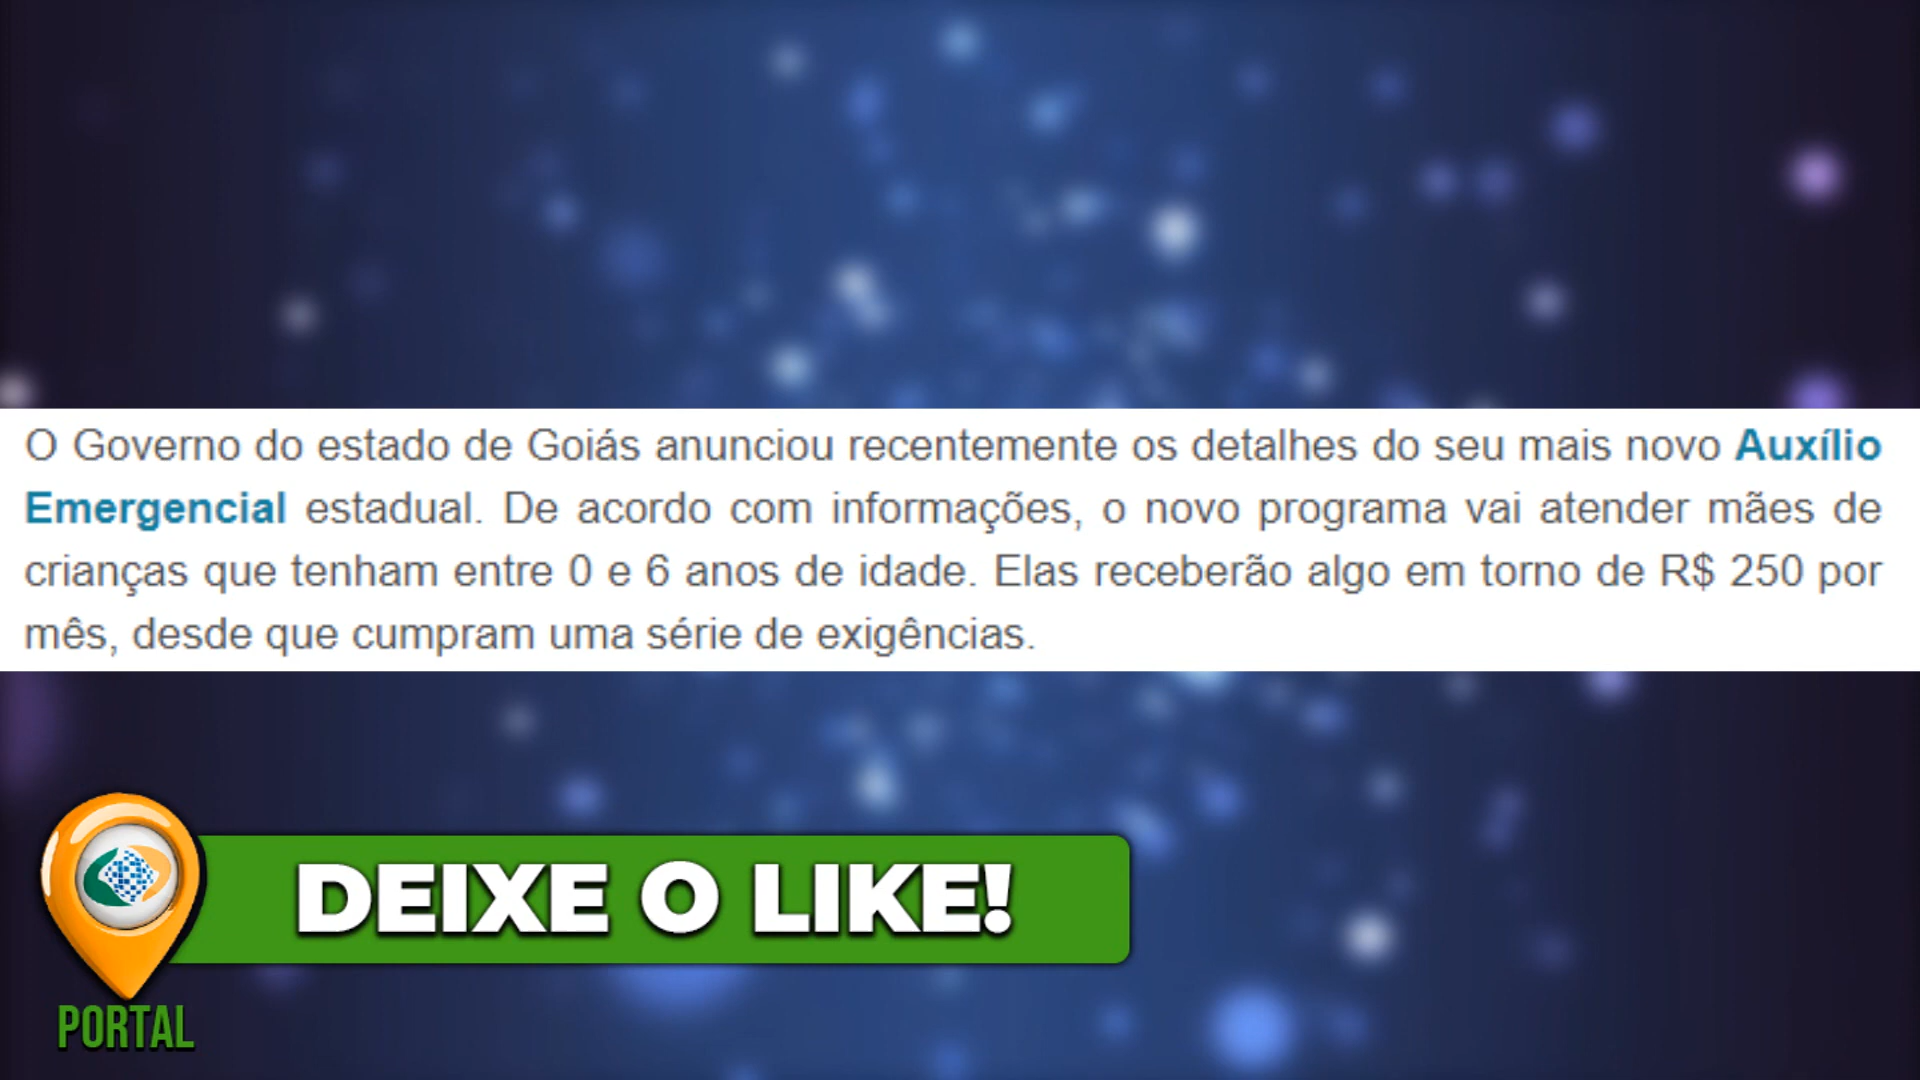 O Governo do estado de Goiás anunciou recentemente os detalhes do seu mais novo Auxílio
Emergencial estadual. De acordo com informações, o novo programa vai atender mães de
crianças que tenham entre 0 e 6 anos de idade. Elas receberão algo em torno de R$ 250 por
mês, desde que cumpram uma série de exigências.
DEIXE O LIKE!
PORTAL